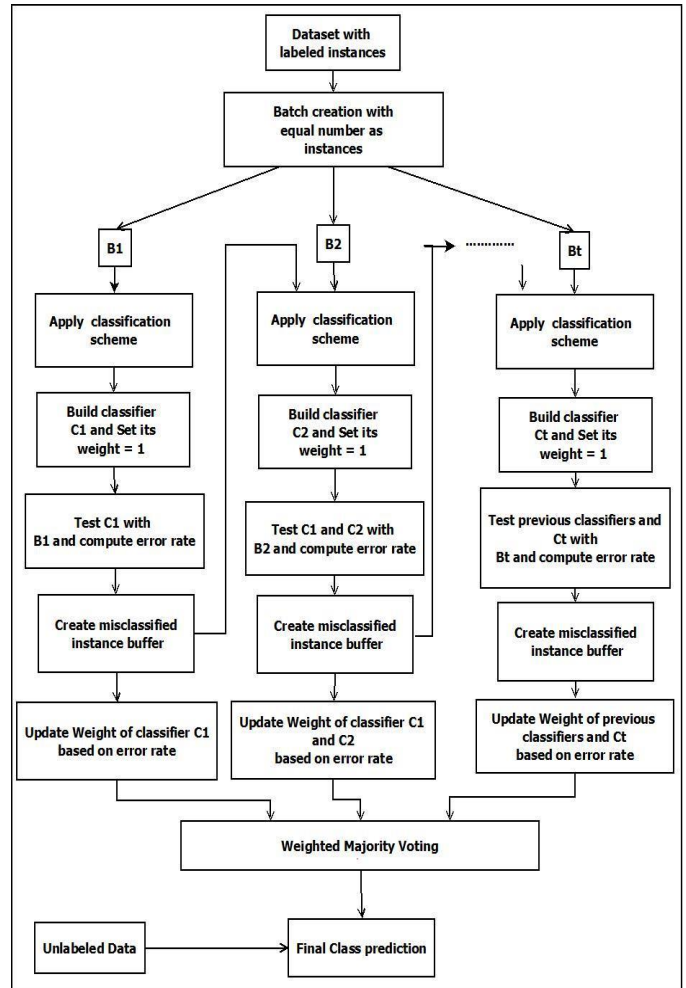 Dataset with
labeled instances
Batch creation with
equal number as
instances
B1
B2
..............
Bt
Apply classification
scheme
Build classifier
C1 and Set its
weight = 1
Test C1 with
B1 and compute error rate
Create misclassified
instance buffer
Update Weight of classifier C1
based on error rate
Apply classification
scheme
Build classifier
C2 and Set its
weight = 1
Test C1 and C2 with
B2 and compute error rate
Create misclassified
instance buffer
Update Weight of classifier C1
and C2
based on error rate
Apply classification
scheme
Build classifier
Ct and Set its
weight = 1
Test previous classifiers and
Ct with
Bt and compute error rate
Create misclassified
instance buffer
Update Weight of previous
classifiers and Ct
based on error rate
Weighted Majority Voting
Unlabeled Data
Final Class prediction